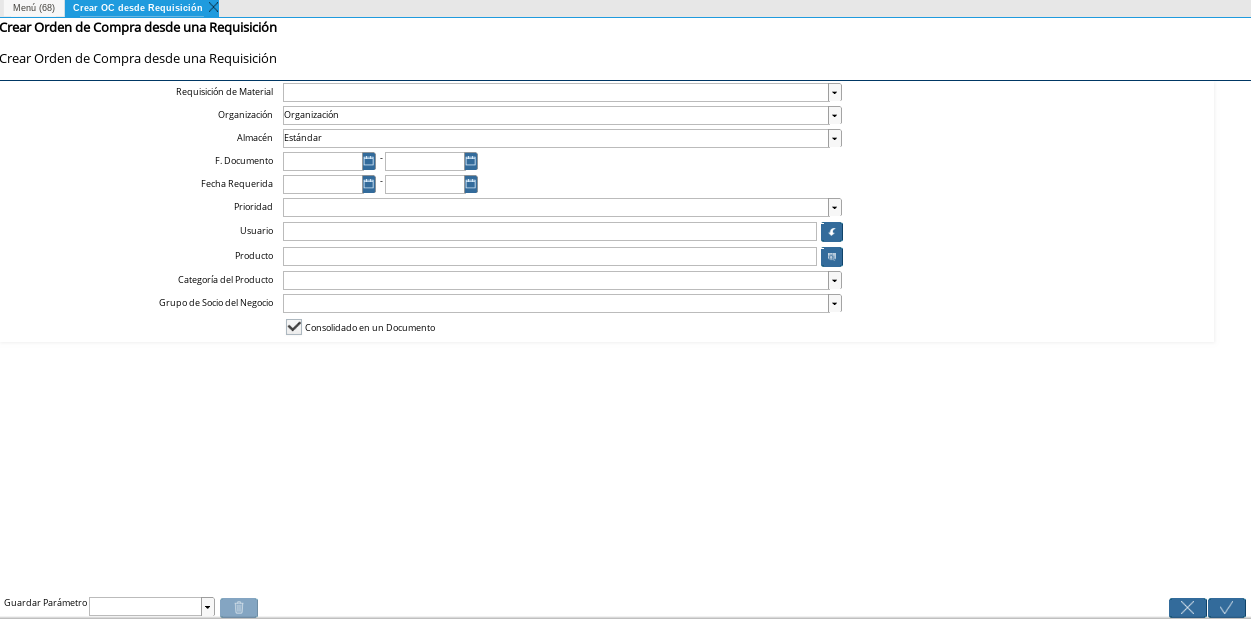 Menú (68)
Crear OC desde Requisición
Crear Orden de Compra desde una Requisición
Crear Orden de Compra desde una Requisición
Requisición de Material
Organización Organización
Almacén Estándar
F. Documento -
Fecha Requerida -
Prioridad
Usuario
Producto
Categoría del Producto
Grupo de Socio del Negocio
Consolidado en un Documento
Guardar Parámetro